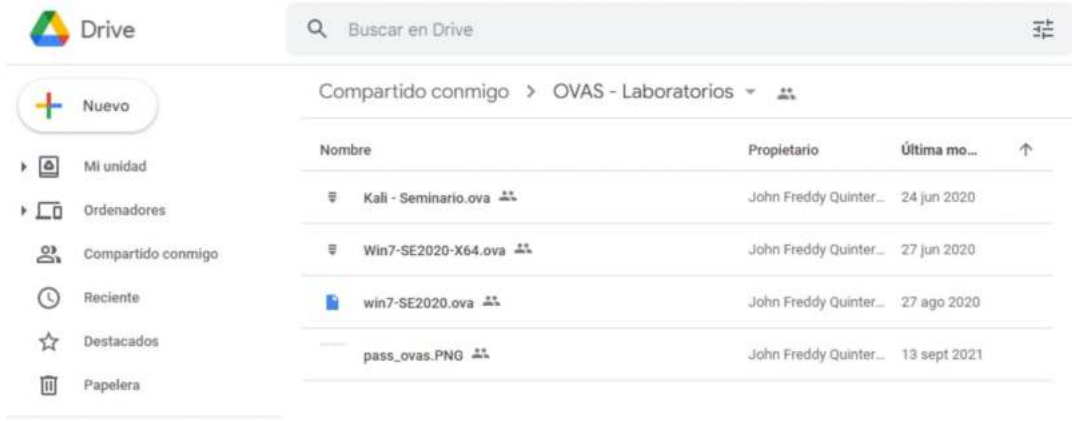 Drive
Buscar en Drive
Nuevo
Mi unidad
Ordenadores
Compartido conmigo
Reciente
Destacados
Papelera
Compartido conmigo > OVAS - Laboratorios
Nombre Propietario Última mo...
Kali - Seminario.ova John Freddy Quinter... 24 jun 2020
Win7-SE2020-X64.ova John Freddy Quinter... 27 jun 2020
win7-SE2020.ova John Freddy Quinter... 27 ago 2020
pass_ovas.PNG John Freddy Quinter... 13 sept 2021